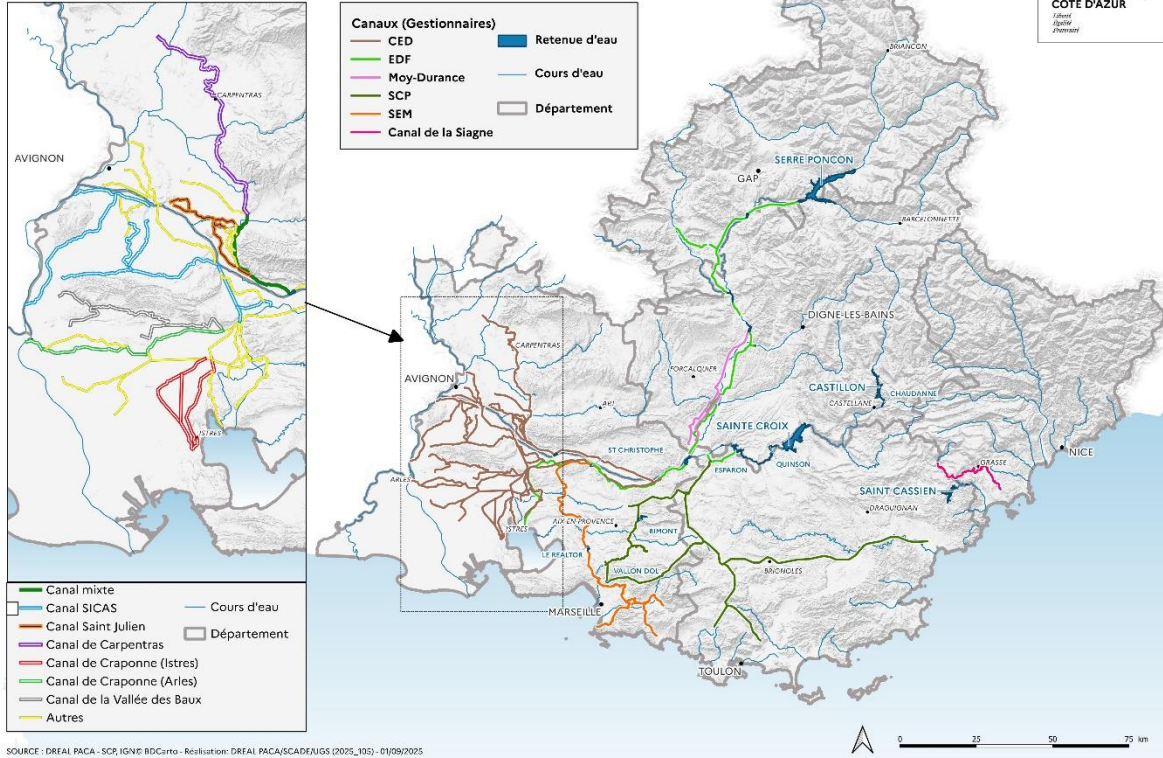 CÔTE D'AZUR
Liberté
Égalité
Fraternité
Canaux (Gestionnaires)
CED
EDF
Moy-Durance
SCP
SEM
Canal de la Siagne
Retenue d'eau
Cours d'eau
Département
CARPENTRAS
AVIGNON
ISTRES
Canal mixte
Canal SICAS
Canal Saint Julien
Canal de Carpentras
Canal de Craponne (Istres)
Canal de Craponne (Arles)
Canal de la Vallée des Baux
Autres
Cours d'eau
Département
BRIANCON
SERRE PONCON
GAP
BARCELONNETTE
DIGNE-LES-BAINS
CARPENTRAS
FORCALQUIER
AVIGNON
CASTILLON
CHAUDANNE
CASTELLANE
APT
SAINTE CROIX
ST CHRISTOPHE
QUINSON
ESPARON
NICE
GRASSE
ARLES
SAINT CASSIEN
DRAGUIGNAN
ISTRES
AIX-EN-PROVENCE
BIMONT
LE REALTOR
VALLON DOL
BRIGNOLES
MARSEILLE
TOULON
0 25 50 75 km
SOURCE : DREAL PACA - SCP, IGN© BDCarto - Réalisation: DREAL PACA/SCADE/UGS (2025_105) - 01/09/2025